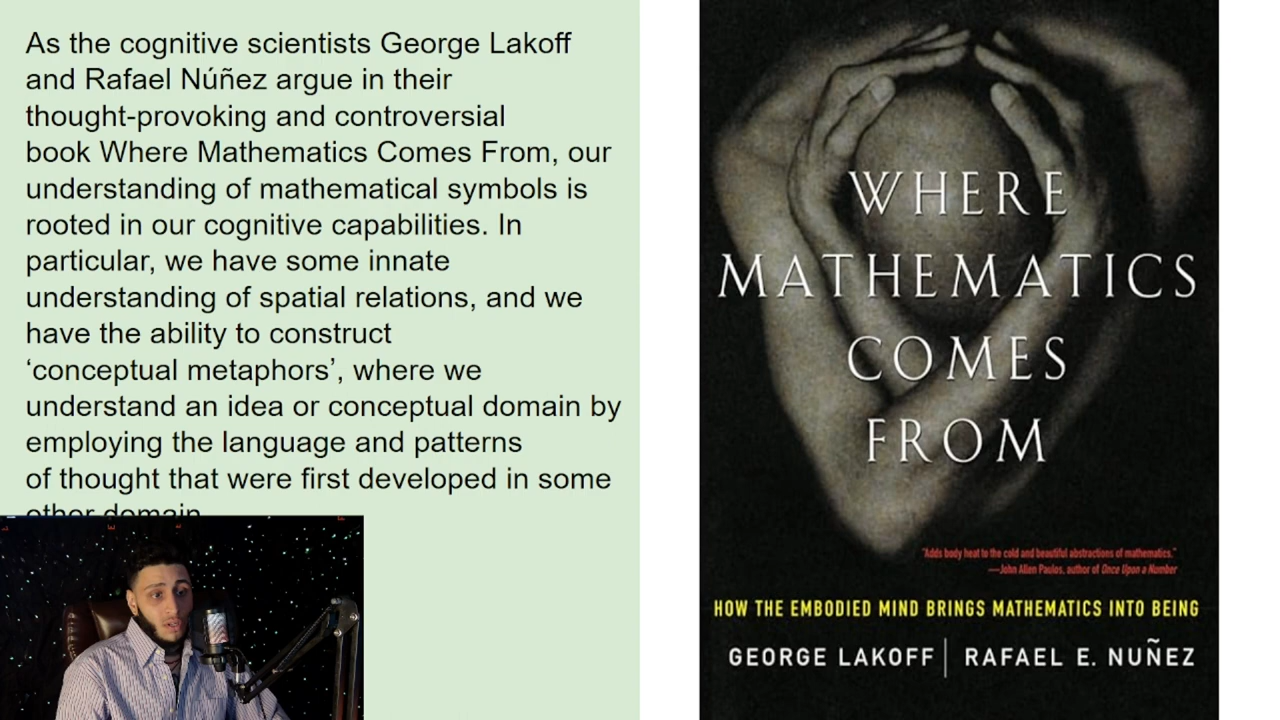 As the cognitive scientists George Lakoff
and Rafael Núñez argue in their
thought-provoking and controversial
book Where Mathematics Comes From, our
understanding of mathematical symbols is
rooted in our cognitive capabilities. In
particular, we have some innate
understanding of spatial relations, and we
have the ability to construct
‘conceptual metaphors’, where we
understand an idea or conceptual domain by
employing the language and patterns
of thought that were first developed in some
other domain.
WHERE
MATHEMATICS
COMES
FROM
"Adds body heat to the cold and beautiful abstractions of mathematics."
—John Allen Paulos, author of Once Upon a Number
HOW THE EMBODIED MIND BRINGS MATHEMATICS INTO BEING
GEORGE LAKOFF | RAFAEL E. NUÑEZ